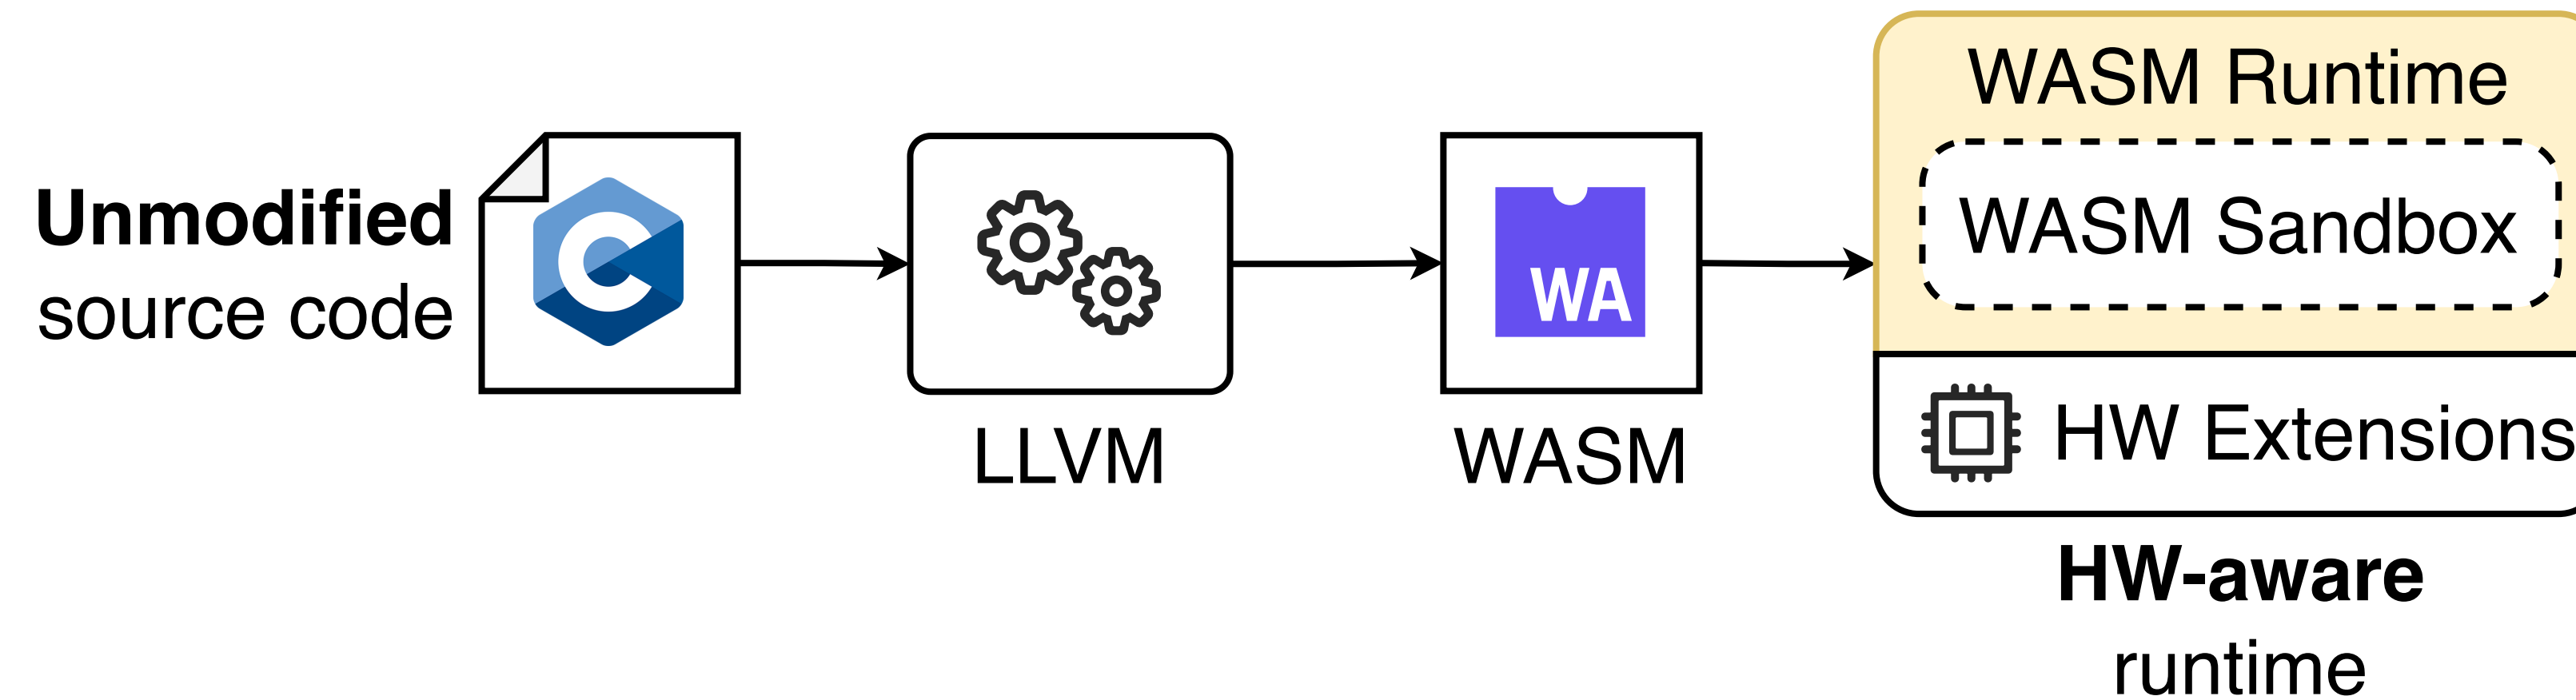 Unmodified
source code
C
LLVM
WA
WASM
WASM Runtime
WASM Sandbox
HW Extensions
HW-aware
runtime